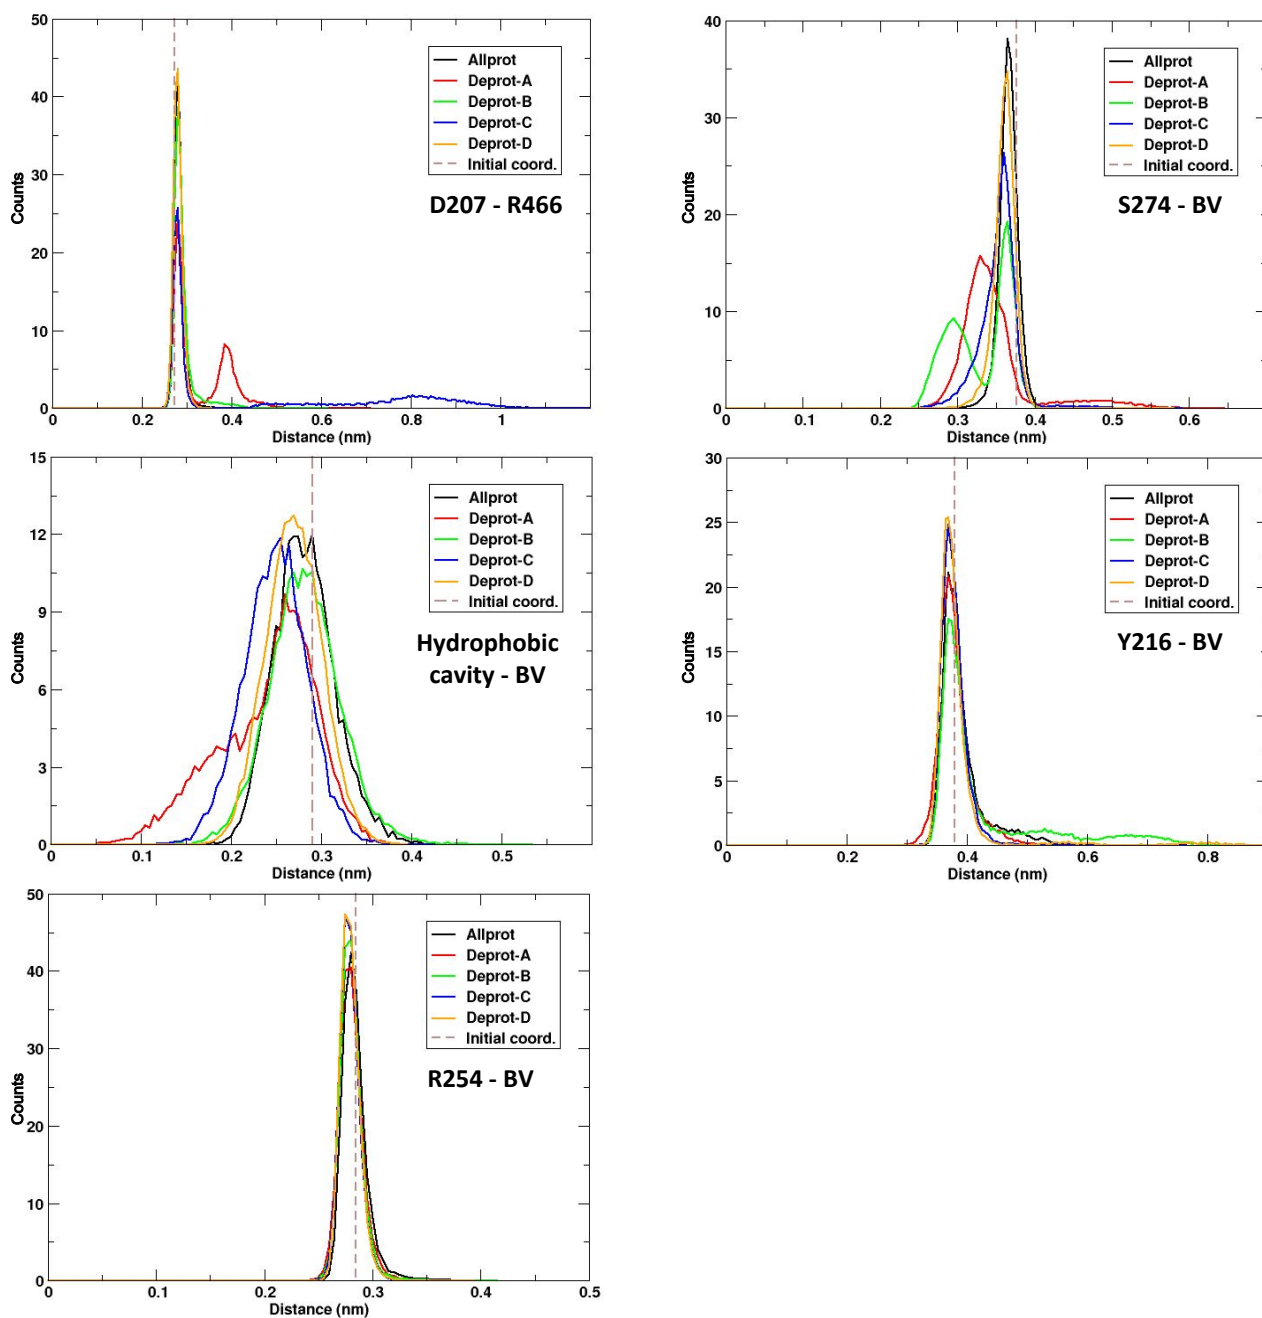 50
40
30
20
10
0
Counts
Allprot
Deprot-A
Deprot-B
Deprot-C
Deprot-D
Initial coord.
D207 - R466
0 0.2 0.4 0.6 0.8 1
Distance (nm)
40
30
20
10
0
Counts
Allprot
Deprot-A
Deprot-B
Deprot-C
Deprot-D
Initial coord.
S274 - BV
0 0.1 0.2 0.3 0.4 0.5 0.6
Distance (nm)
15
12
9
6
3
0
Counts
Allprot
Deprot-A
Deprot-B
Deprot-C
Deprot-D
Initial coord.
Hydrophobic
cavity - BV
0 0.1 0.2 0.3 0.4 0.5
Distance (nm)
30
25
20
15
10
5
0
Counts
Allprot
Deprot-A
Deprot-B
Deprot-C
Deprot-D
Initial coord.
Y216 - BV
0 0.2 0.4 0.6 0.8
Distance (nm)
50
40
30
20
10
0
Counts
Allprot
Deprot-A
Deprot-B
Deprot-C
Deprot-D
Initial coord.
R254 - BV
0 0.1 0.2 0.3 0.4 0.5
Distance (nm)